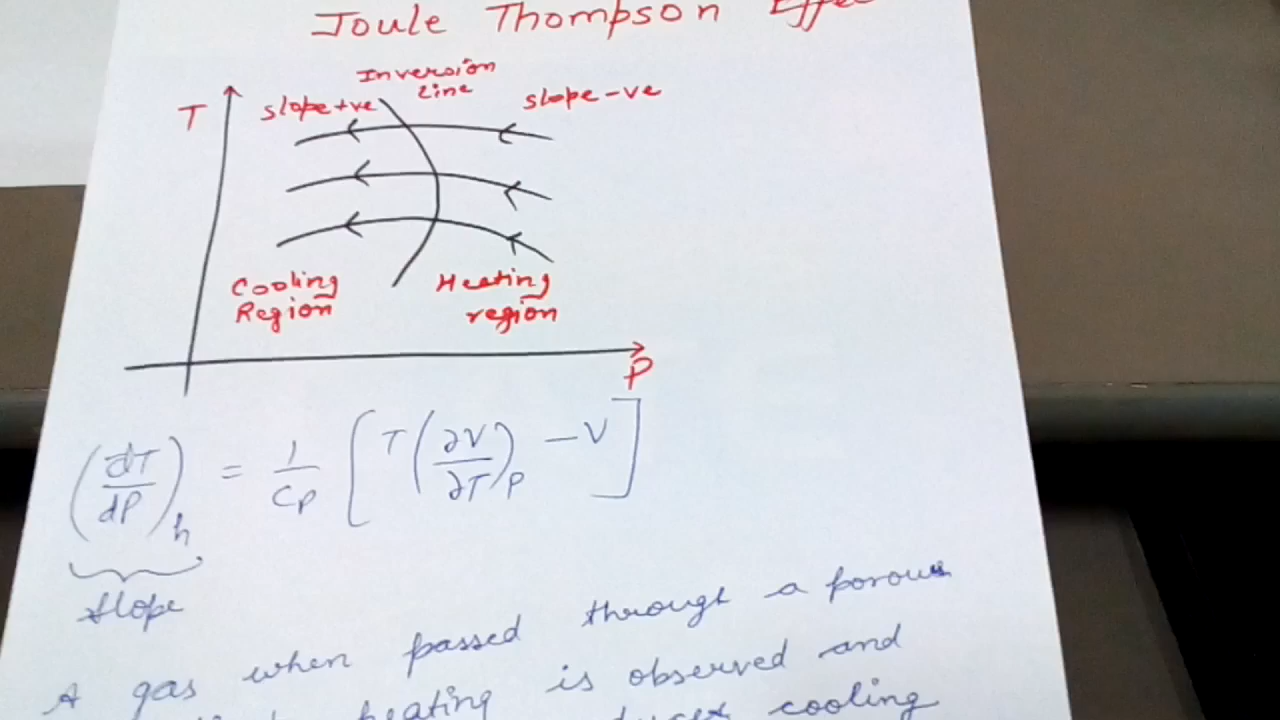 Joule Thompson Effec
Inversion
Line
T slope+ve slope-ve
Cooling Heating
Region region
P
(dT/dP)h = 1/CP [T(∂V/∂T)P - V]
slope
A gas when passed through a porous
heating is observed and
cooling